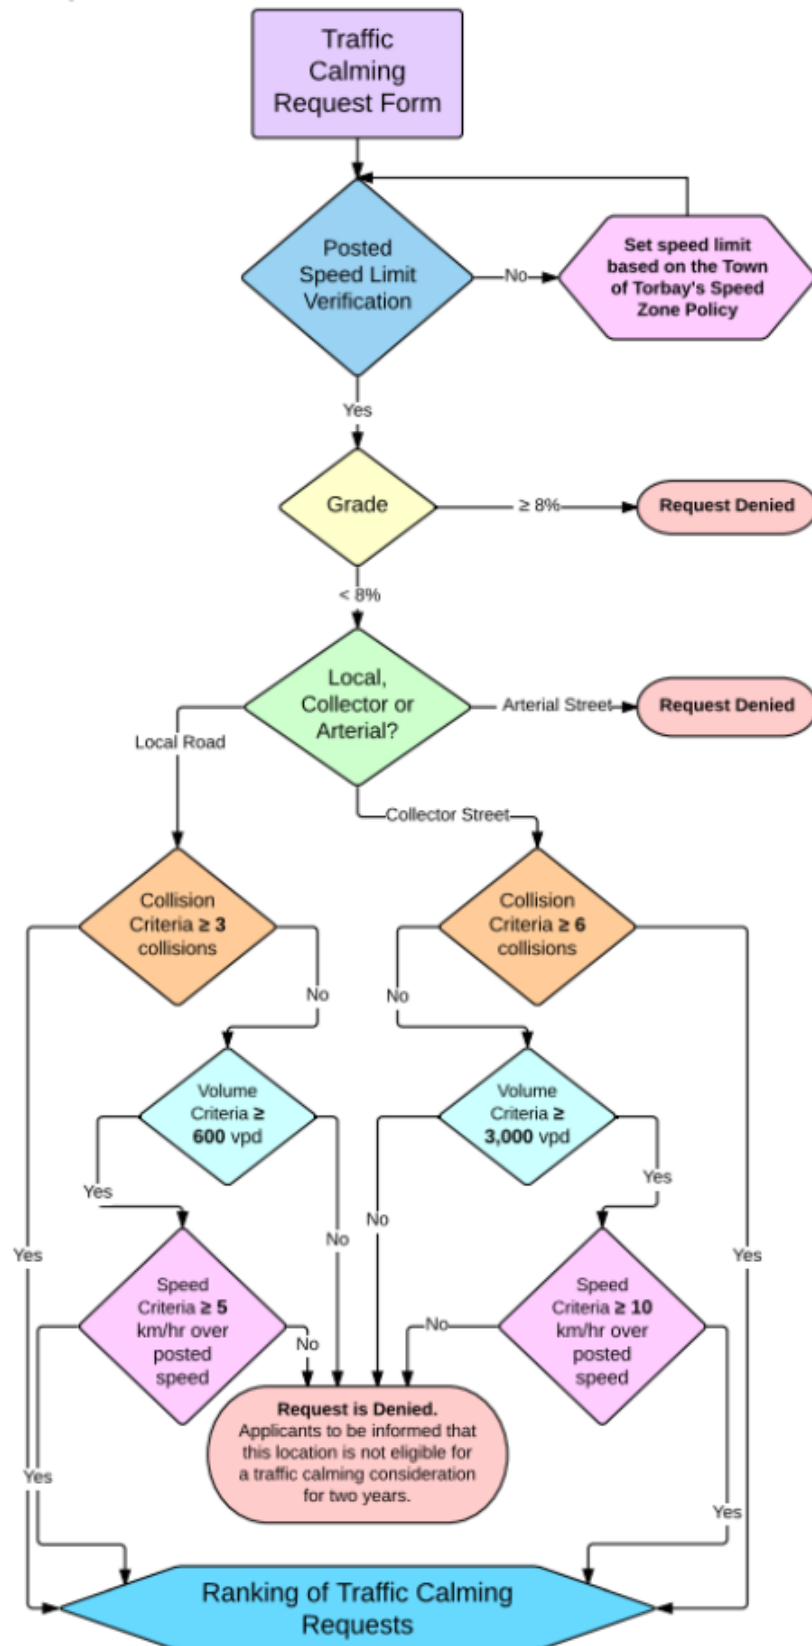 Traffic
Calming
Request Form
Posted
Speed Limit
Verification
No
Set speed limit
based on the Town
of Torbay's Speed
Zone Policy
Yes
Grade
≥ 8%
Request Denied
< 8%
Local,
Collector or
Arterial?
Arterial Street
Request Denied
Local Road
Collector Street
Collision
Criteria ≥ 3
collisions
Collision
Criteria ≥ 6
collisions
No
No
Volume
Criteria ≥
600 vpd
Volume
Criteria ≥
3,000 vpd
Yes
Yes
No
No
Yes
Yes
Speed
Criteria ≥ 5
km/hr over
posted
speed
Speed
Criteria ≥ 10
km/hr over
posted
speed
No
No
Request is Denied.
Applicants to be informed that
this location is not eligible for
a traffic calming consideration
for two years.
Yes
Yes
Ranking of Traffic Calming
Requests